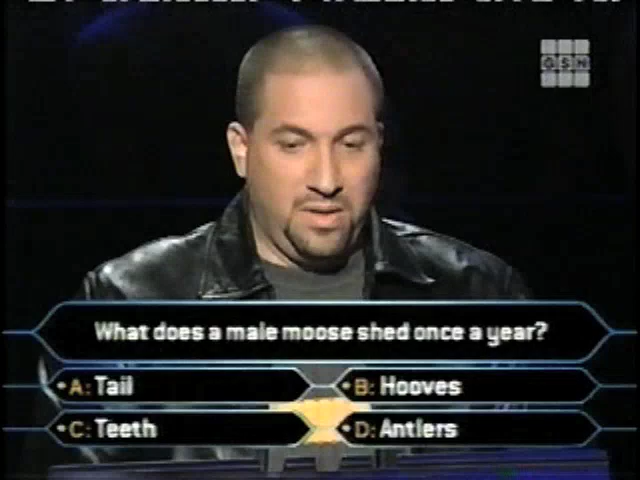 GSN
What does a male moose shed once a year?
A: Tail
B: Hooves
C: Teeth
D: Antlers